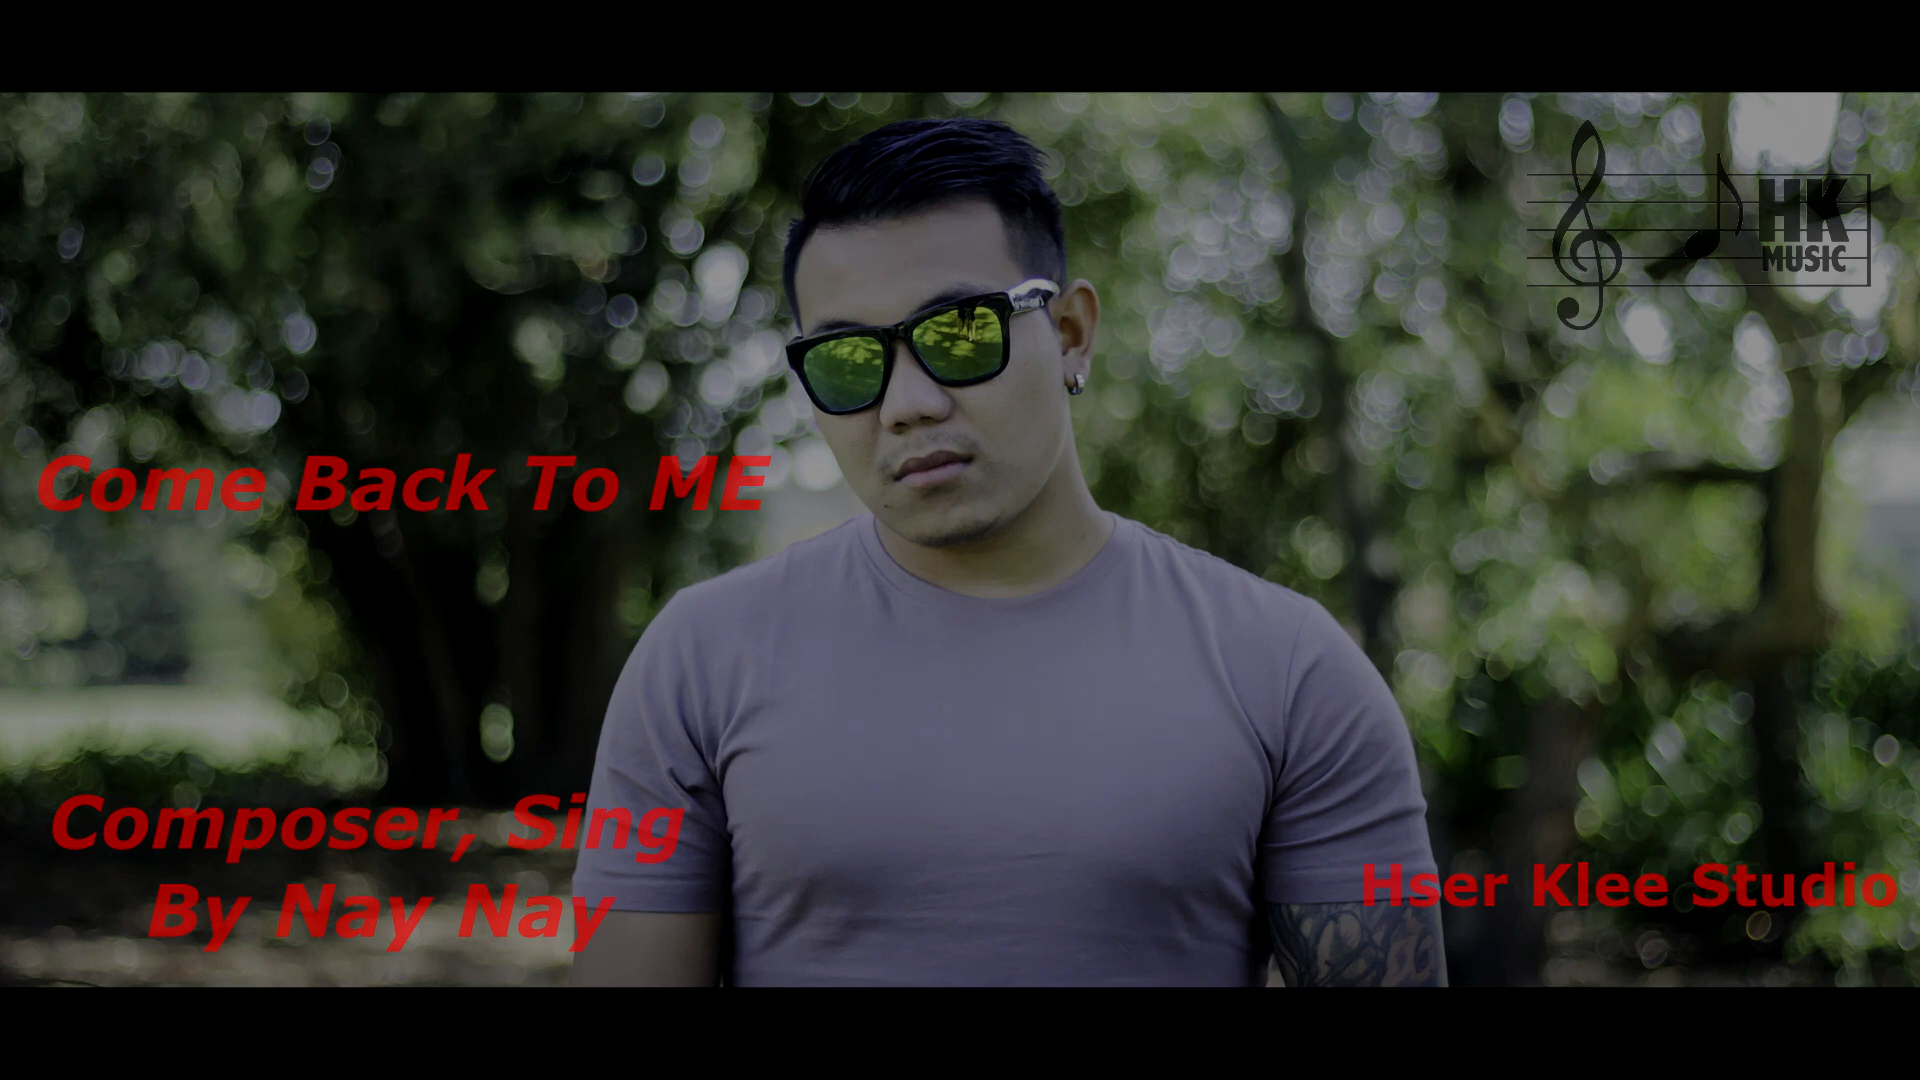 HK
MUSIC
Come Back To ME
Composer, Sing
By Nay Nay
Hser Klee Studio